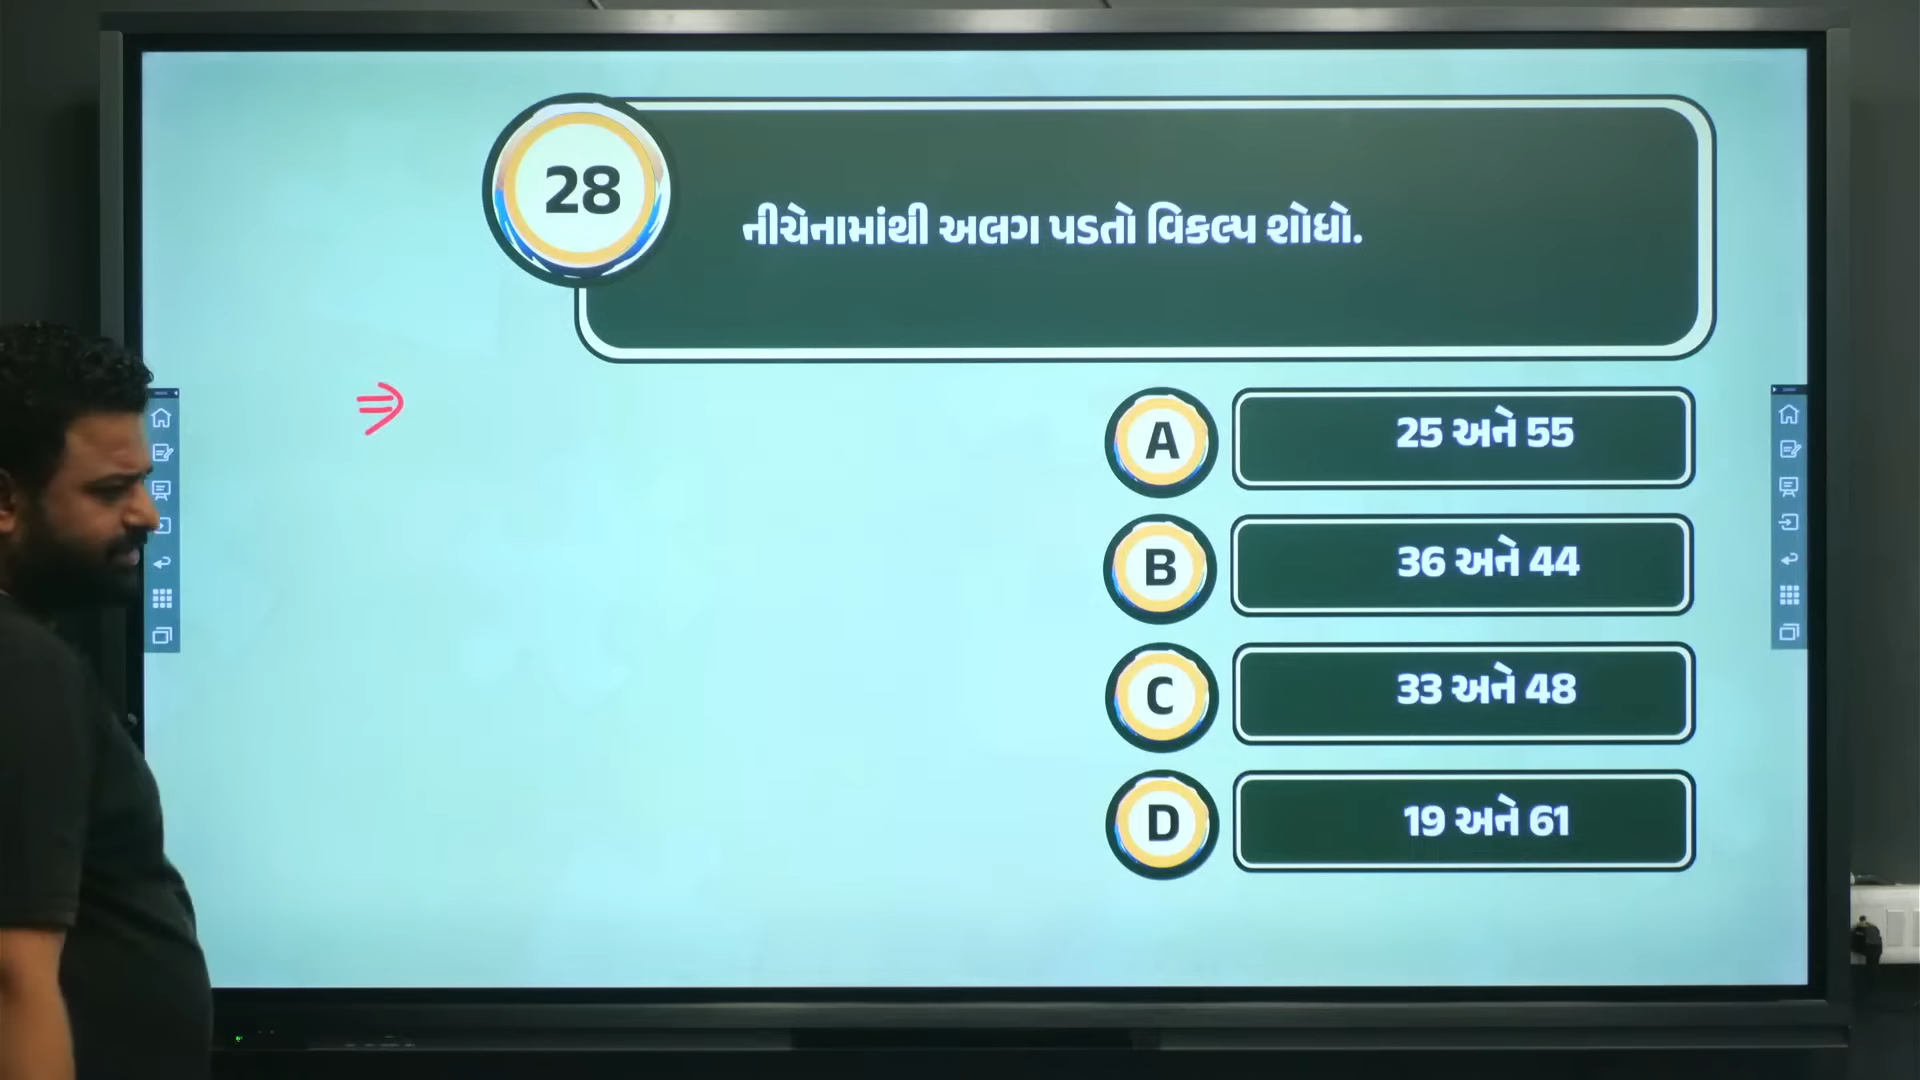 28
નીચેનામાંથી અલગ પડતો વિકલ્પ શોધો.
⇒
A 25 અને 55
B 36 અને 44
C 33 અને 48
D 19 અને 61